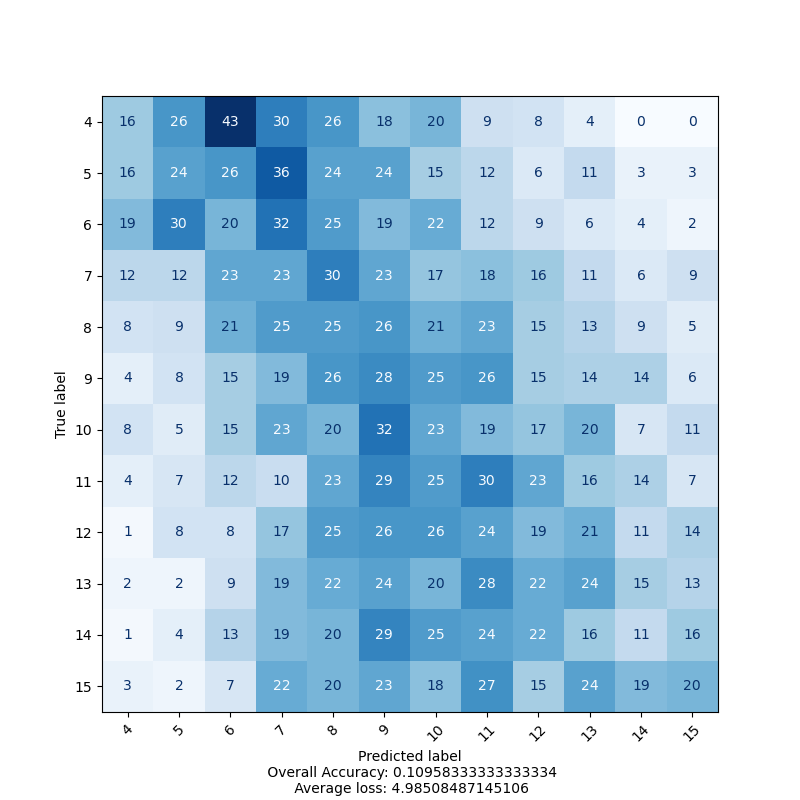 4 16 26 43 30 26 18 20 9 8 4 0 0
5 16 24 26 36 24 24 15 12 6 11 3 3
6 19 30 20 32 25 19 22 12 9 6 4 2
7 12 12 23 23 30 23 17 18 16 11 6 9
8 8 9 21 25 25 26 21 23 15 13 9 5
9 4 8 15 19 26 28 25 26 15 14 14 6
True label
10 8 5 15 23 20 32 23 19 17 20 7 11
11 4 7 12 10 23 29 25 30 23 16 14 7
12 1 8 8 17 25 26 26 24 19 21 11 14
13 2 2 9 19 22 24 20 28 22 24 15 13
14 1 4 13 19 20 29 25 24 22 16 11 16
15 3 2 7 22 20 23 18 27 15 24 19 20
4 5 6 7 8 9 10 11 12 13 14 15
Predicted label
Overall Accuracy: 0.10958333333333334
Average loss: 4.98508487145106